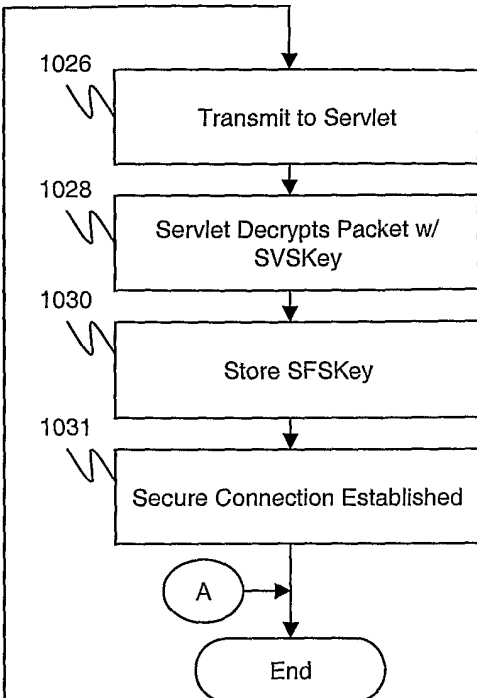 1026
Transmit to Servlet
1028
Servlet Decrypts Packet w/
SVSKey
1030
Store SFSKey
1031
Secure Connection Established
A
End